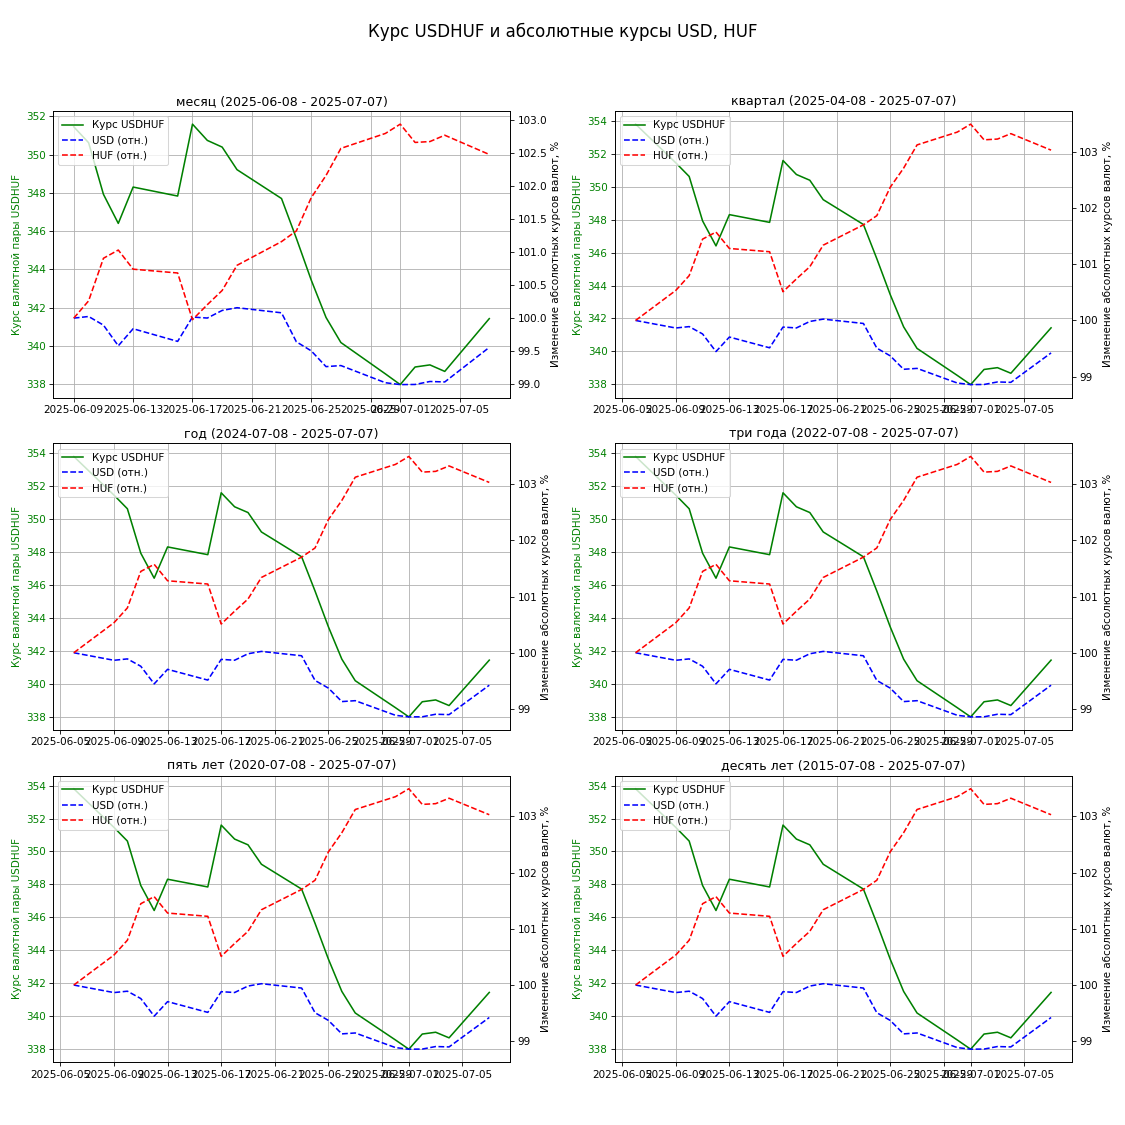 Курс USDHUF и абсолютные курсы USD, HUF
месяц (2025-06-08 - 2025-07-07)
Курс валютной пары USDHUF
352
350
348
346
344
342
340
338
Курс USDHUF
USD (отн.)
HUF (отн.)
103.0
102.5
102.0
101.5
101.0
100.5
100.0
99.5
99.0
Изменение абсолютных курсов валют, %
2025-06-09 2025-06-13 2025-06-17 2025-06-21 2025-06-25 2025-06-29 2025-07-01 2025-07-05
квартал (2025-04-08 - 2025-07-07)
Курс валютной пары USDHUF
354
352
350
348
346
344
342
340
338
Курс USDHUF
USD (отн.)
HUF (отн.)
103
102
101
100
99
Изменение абсолютных курсов валют, %
2025-06-05 2025-06-09 2025-06-13 2025-06-17 2025-06-21 2025-06-25 2025-06-29 2025-07-01 2025-07-05
год (2024-07-08 - 2025-07-07)
Курс валютной пары USDHUF
354
352
350
348
346
344
342
340
338
Курс USDHUF
USD (отн.)
HUF (отн.)
103
102
101
100
99
Изменение абсолютных курсов валют, %
2025-06-05 2025-06-09 2025-06-13 2025-06-17 2025-06-21 2025-06-25 2025-06-29 2025-07-01 2025-07-05
три года (2022-07-08 - 2025-07-07)
Курс валютной пары USDHUF
354
352
350
348
346
344
342
340
338
Курс USDHUF
USD (отн.)
HUF (отн.)
103
102
101
100
99
Изменение абсолютных курсов валют, %
2025-06-05 2025-06-09 2025-06-13 2025-06-17 2025-06-21 2025-06-25 2025-06-29 2025-07-01 2025-07-05
пять лет (2020-07-08 - 2025-07-07)
Курс валютной пары USDHUF
354
352
350
348
346
344
342
340
338
Курс USDHUF
USD (отн.)
HUF (отн.)
103
102
101
100
99
Изменение абсолютных курсов валют, %
2025-06-05 2025-06-09 2025-06-13 2025-06-17 2025-06-21 2025-06-25 2025-06-29 2025-07-01 2025-07-05
десять лет (2015-07-08 - 2025-07-07)
Курс валютной пары USDHUF
354
352
350
348
346
344
342
340
338
Курс USDHUF
USD (отн.)
HUF (отн.)
103
102
101
100
99
Изменение абсолютных курсов валют, %
2025-06-05 2025-06-09 2025-06-13 2025-06-17 2025-06-21 2025-06-25 2025-06-29 2025-07-01 2025-07-05